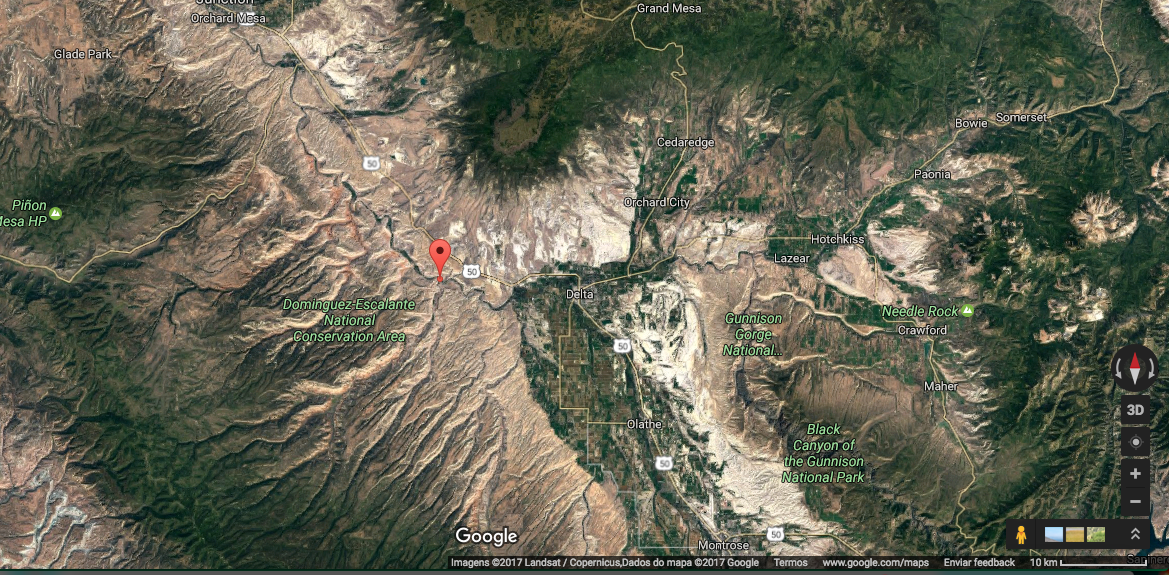 Junction
Orchard Mesa
Grand Mesa
Glade Park
Bowie
Somerset
50
Cedaredge
Paonia
Piñon
Mesa HP
Orchard City
Hotchkiss
Lazear
50
Delta
Dominguez-Escalante
National
Conservation Area
Gunnison
Gorge
National...
Needle Rock
Crawford
50
Maher
3D
Olathe
Black
Canyon of
the Gunnison
National Park
50
+
−
50
Google
Montrose
Imagens ©2017 Landsat / Copernicus,Dados do mapa ©2017 Google Termos www.google.com/maps Enviar feedback 10 km